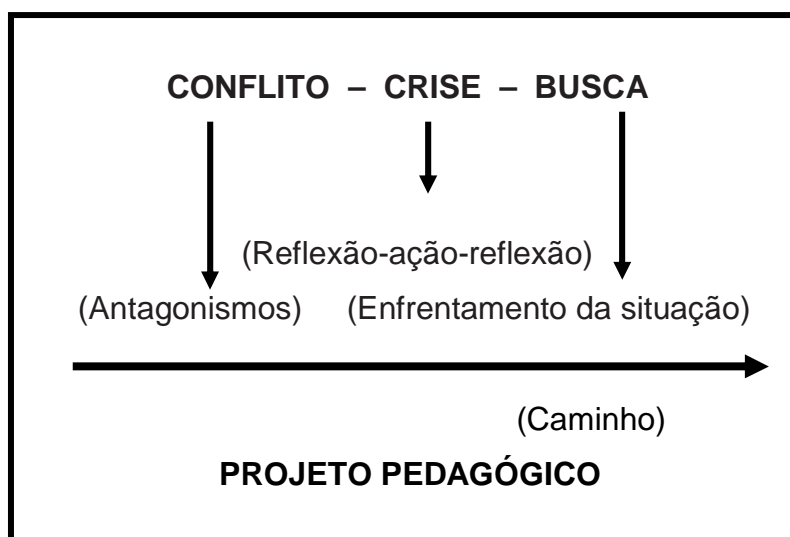 CONFLITO – CRISE – BUSCA
(Reflexão-ação-reflexão)
(Antagonismos) (Enfrentamento da situação)
(Caminho)
PROJETO PEDAGÓGICO